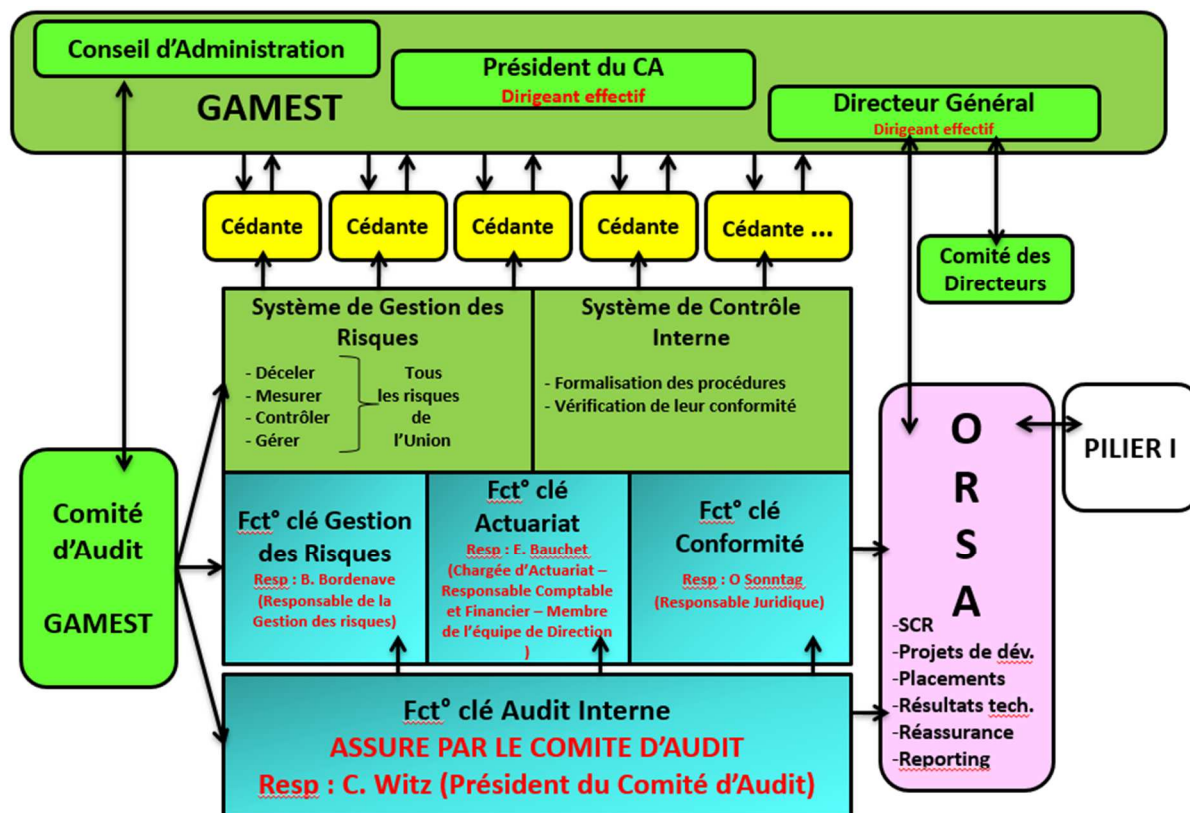 Conseil d’Administration
Président du CA
Dirigeant effectif
GAMEST
Directeur Général
Dirigeant effectif
Cédante
Cédante
Cédante
Cédante
Cédante ...
Comité des
Directeurs
Système de Gestion des
Risques
- Déceler
- Mesurer
- Contrôler
- Gérer
Tous
les risques
de
l’Union
Système de Contrôle
Interne
- Formalisation des procédures
- Vérification de leur conformité
Comité
d’Audit
GAMEST
Fct° clé Gestion
des Risques
Resp : B. Bordenave
(Responsable de la
Gestion des risques)
Fct° clé
Actuariat
Resp : E. Bauchet
(Chargée d’Actuariat –
Responsable Comptable
et Financier – Membre
de l’équipe de Direction
)
Fct° clé
Conformité
Resp : O Sonntag
(Responsable Juridique)
Fct° clé Audit Interne
ASSURE PAR LE COMITE D’AUDIT
Resp : C. Witz (Président du Comité d’Audit)
O
R
S
A
-SCR
-Projets de dév.
-Placements
-Résultats tech.
-Réassurance
-Reporting
PILIER I